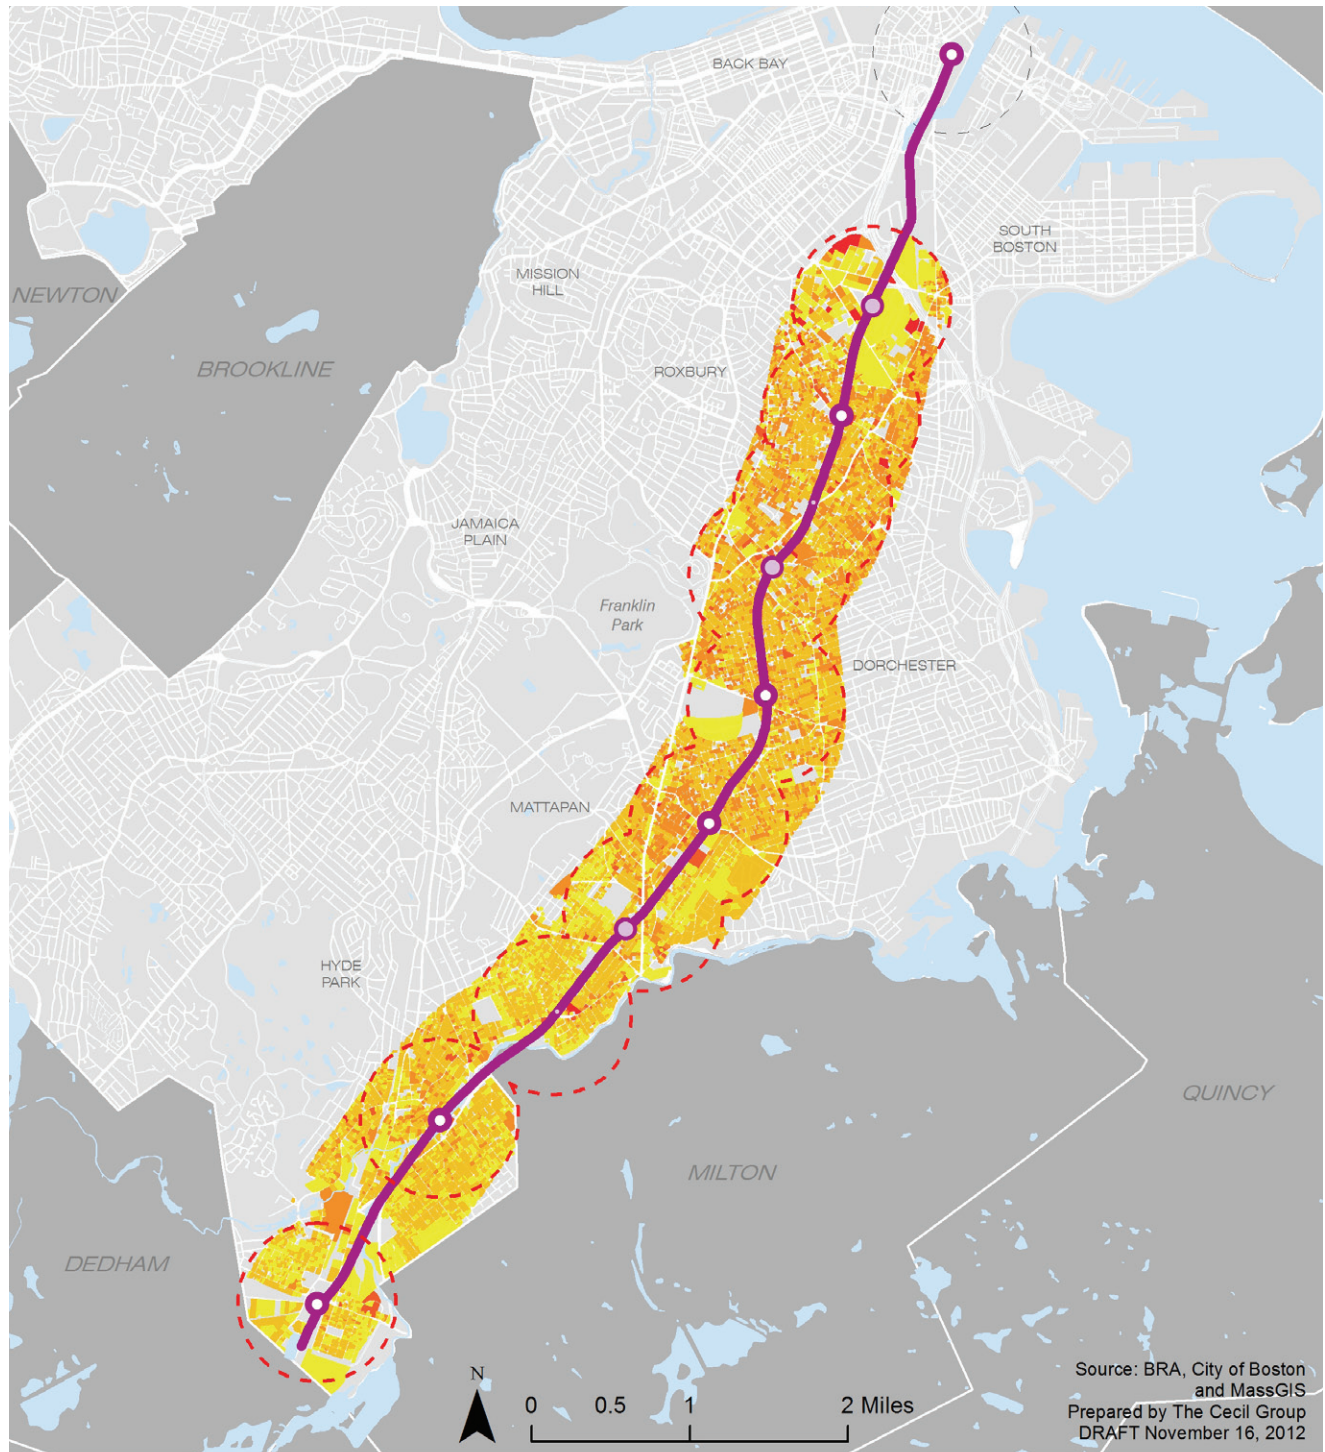 BACK BAY
SOUTH
BOSTON
MISSION
HILL
NEWTON
BROOKLINE
ROXBURY
JAMAICA
PLAIN
Franklin
Park
DORCHESTER
MATTAPAN
HYDE
PARK
QUINCY
MILTON
DEDHAM
N
0 0.5 1 2 Miles
Source: BRA, City of Boston
and MassGIS
Prepared by The Cecil Group
DRAFT November 16, 2012